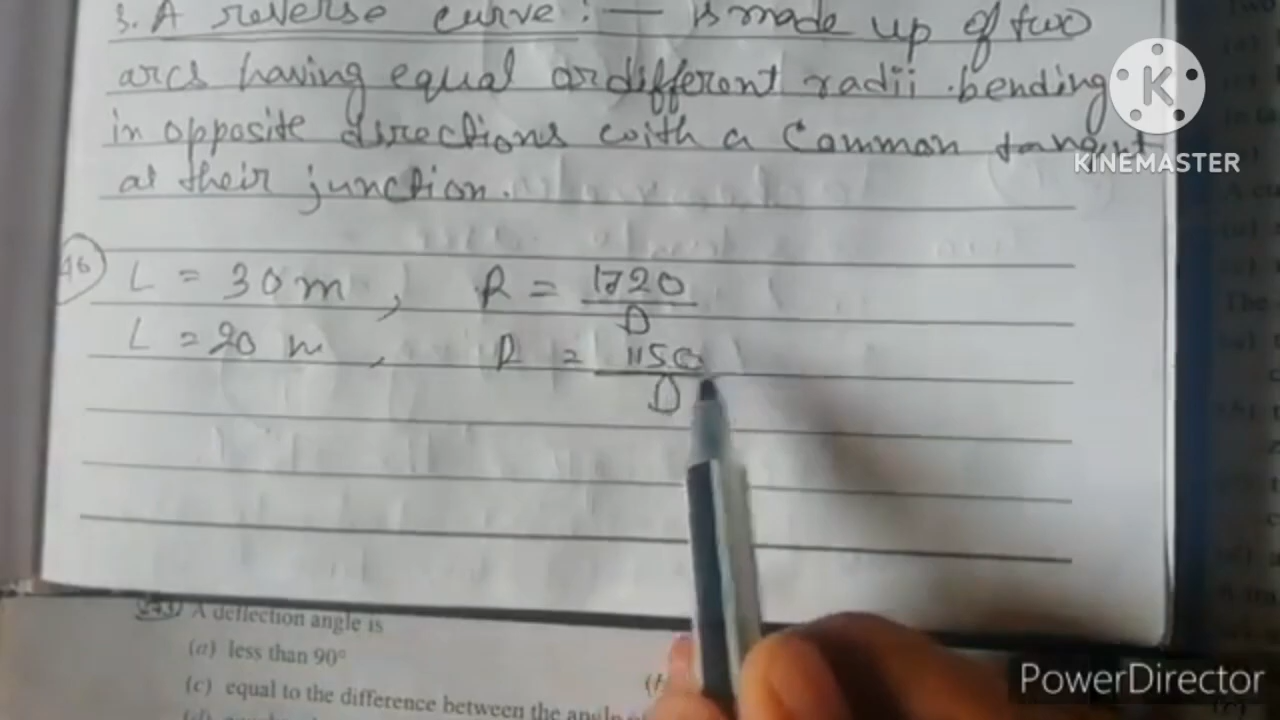 3. A reverse curve :— is made up of two
arcs having equal or different radii bending
in opposite directions with a Common tangent
at their junction.
K
KINEMASTER
46 L = 30 m , R = 1720
D
L = 20 m , R = 1150
D
A deflection angle is
(a) less than 90°
(c) equal to the difference between the
PowerDirector